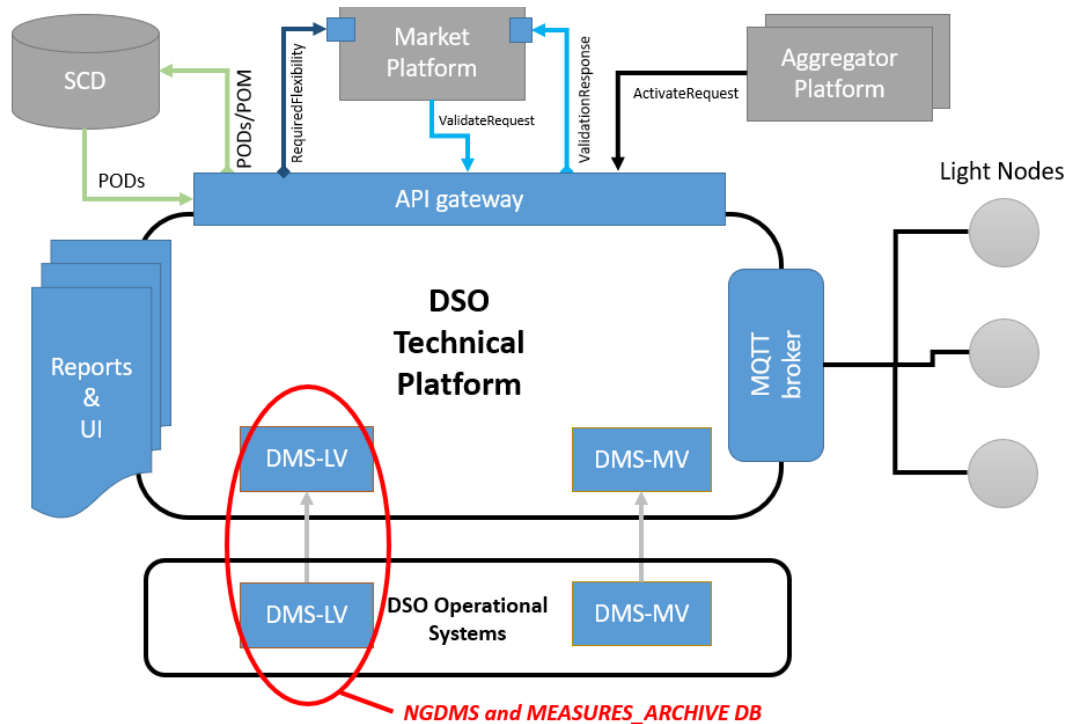 SCD
Market
Platform
Aggregator
Platform
PODs/POM
RequiredFlexibility
ValidateRequest
ValidationResponse
ActivateRequest
PODs
API gateway
Light Nodes
DSO
Technical
Platform
MQTT
broker
Reports
&
UI
DMS-LV
DMS-MV
DMS-LV
DSO Operational
Systems
DMS-MV
NGDMS and MEASURES_ARCHIVE DB